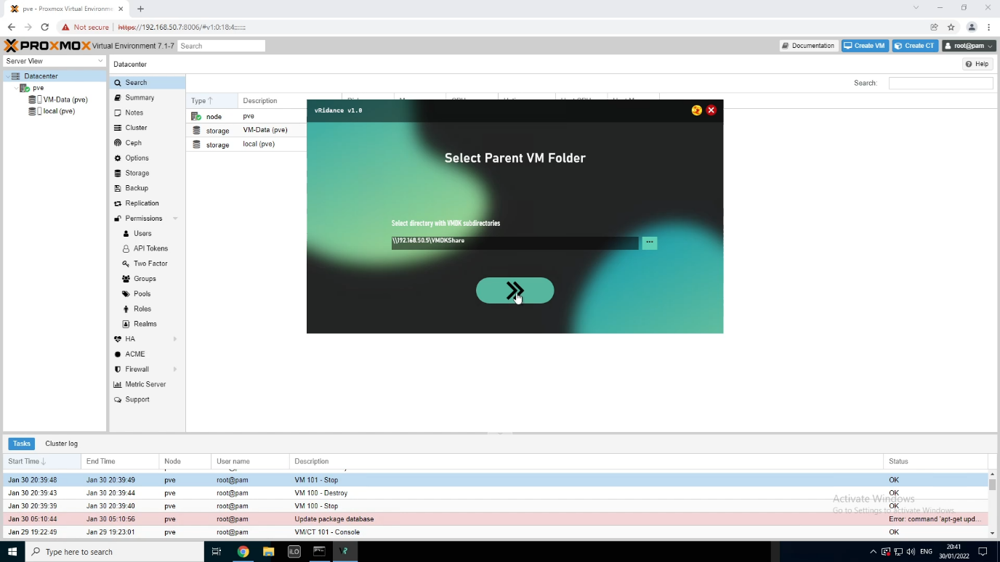 pve - Proxmox Virtual Environme
Not secure
https://192.168.50.7:8006/#v1:0:18:4:::::::
PROXMOX Virtual Environment 7.1-7
Search
Documentation
Create VM
Create CT
root@pam
Server View
Datacenter
pve
VM-Data (pve)
local (pve)
Datacenter
Help
Search
Summary
Notes
Cluster
Ceph
Options
Storage
Backup
Replication
Permissions
Users
API Tokens
Two Factor
Groups
Pools
Roles
Realms
HA
ACME
Firewall
Metric Server
Support
Search:
Type
Description
node pve
storage VM-Data (pve)
storage local (pve)
vRidance v1.0
Select Parent VM Folder
Select directory with VMDK subdirectories
\\192.168.50.5\VMDKShare
...
Tasks
Cluster log
Start Time End Time Node User name Description Status
Jan 30 20:39:48 Jan 30 20:39:49 pve root@pam VM 101 - Stop OK
Jan 30 20:39:43 Jan 30 20:39:44 pve root@pam VM 100 - Destroy OK
Jan 30 20:39:39 Jan 30 20:39:40 pve root@pam VM 100 - Stop OK
Jan 30 05:10:44 Jan 30 05:10:56 pve root@pam Update package database Error: command 'apt-get upd...
Jan 29 19:22:49 Jan 29 19:23:01 pve root@pam VM/CT 101 - Console OK
Activate Windows
Go to Settings to activate Windows.
Type here to search
iLO
ENG
20:41
30/01/2022